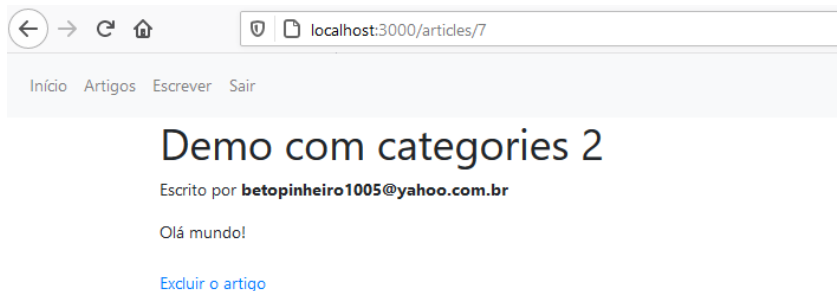 localhost:3000/articles/7
Início Artigos Escrever Sair
Demo com categories 2
Escrito por betopinheiro1005@yahoo.com.br
Olá mundo!
Excluir o artigo